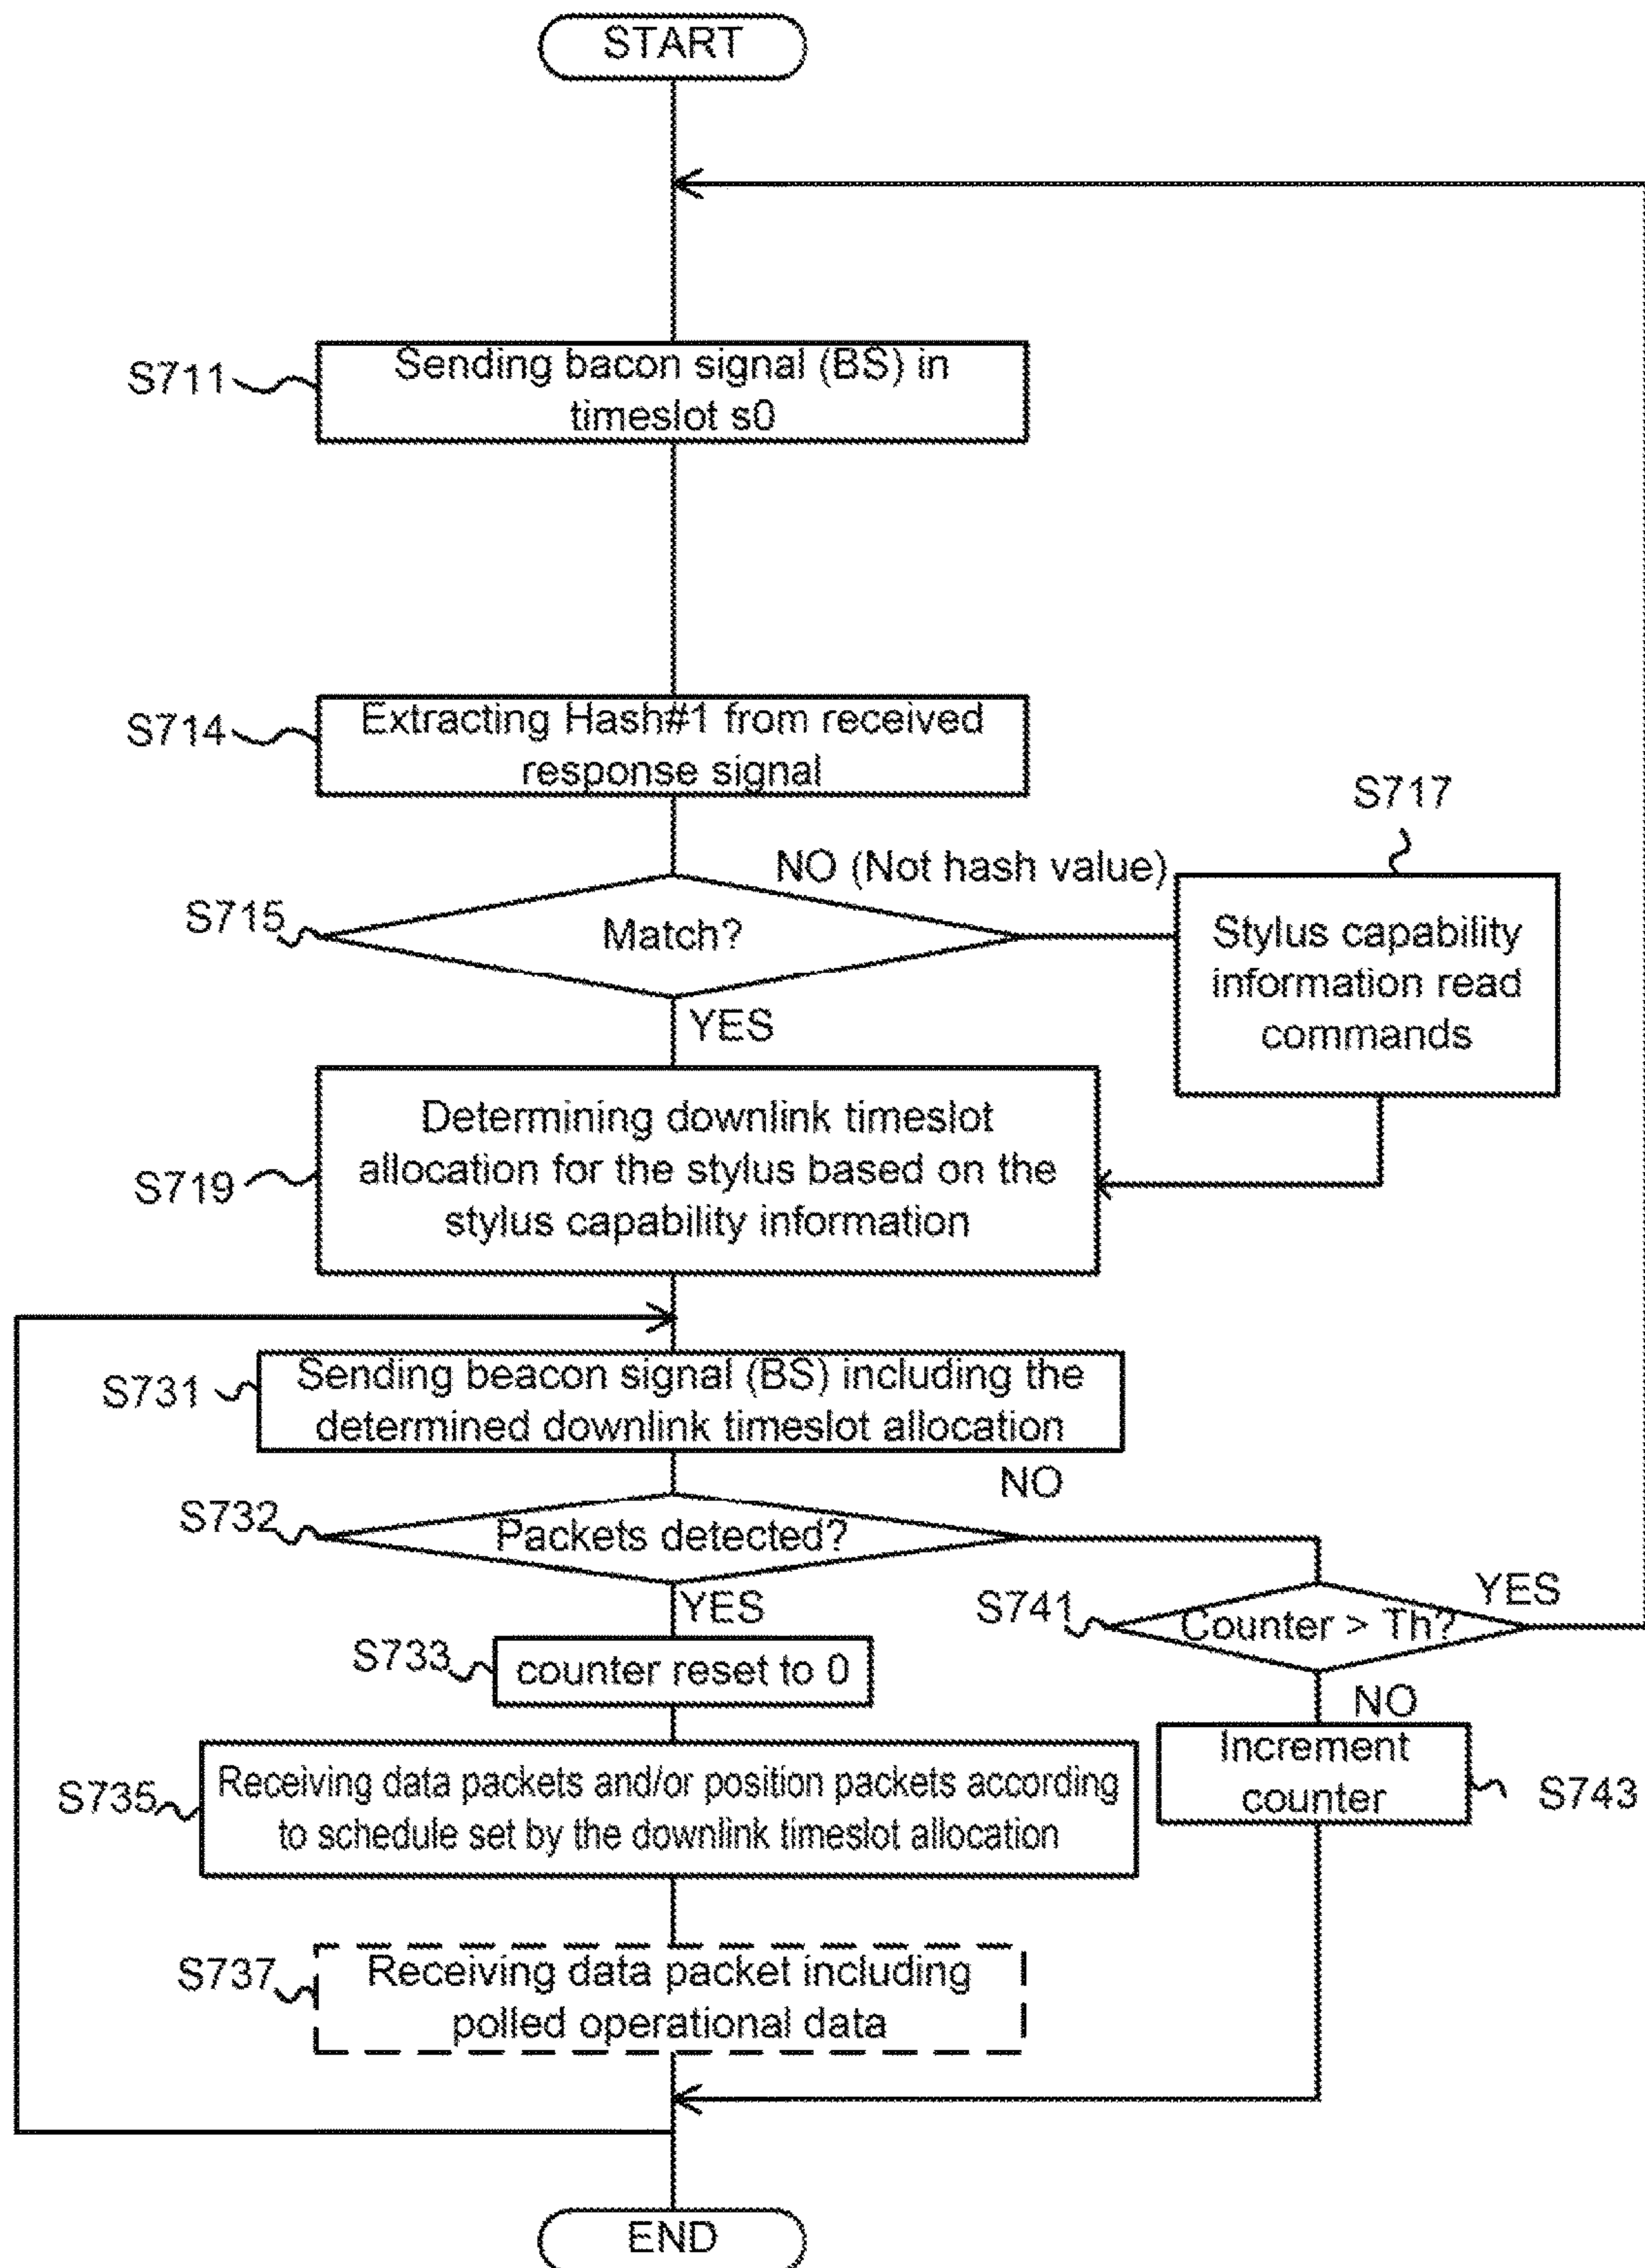 START
S711
Sending bacon signal (BS) in
timeslot s0
S714
Extracting Hash#1 from received
response signal
S717
NO (Not hash value)
S715
Match?
Stylus capability
information read
commands
YES
S719
Determining downlink timeslot
allocation for the stylus based on the
stylus capability information
S731
Sending beacon signal (BS) including the
determined downlink timeslot allocation
NO
S732
Packets detected?
YES
S741
Counter > Th?
YES
S733
counter reset to 0
NO
S735
Receiving data packets and/or position packets according
to schedule set by the downlink timeslot allocation
Increment
counter
S743
S737
Receiving data packet including
polled operational data
END